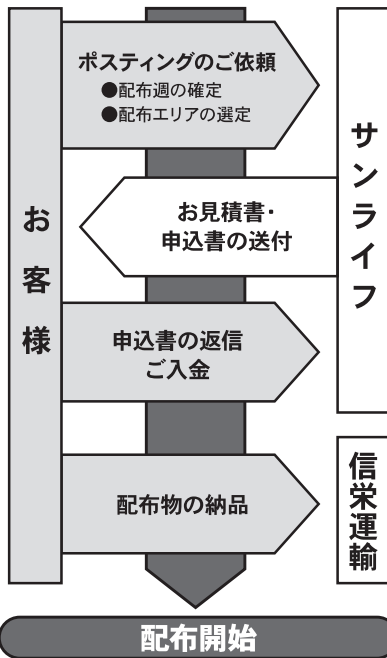 お客様
ポスティングのご依頼
●配布週の確定
●配布エリアの選定
サンライフ
お見積書・
申込書の送付
申込書の返信
ご入金
配布物の納品
信栄運輸
配布開始